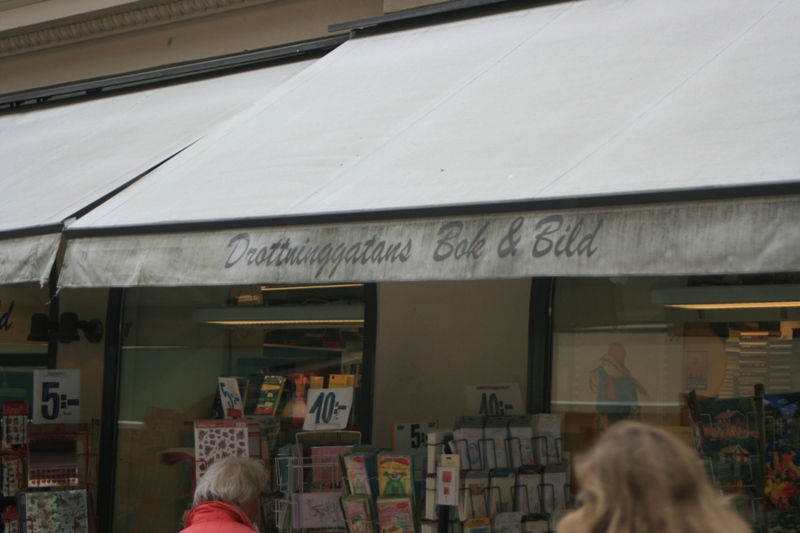 Drottninggatans Bok & Bild
5:-
10:-
10:-
5:-